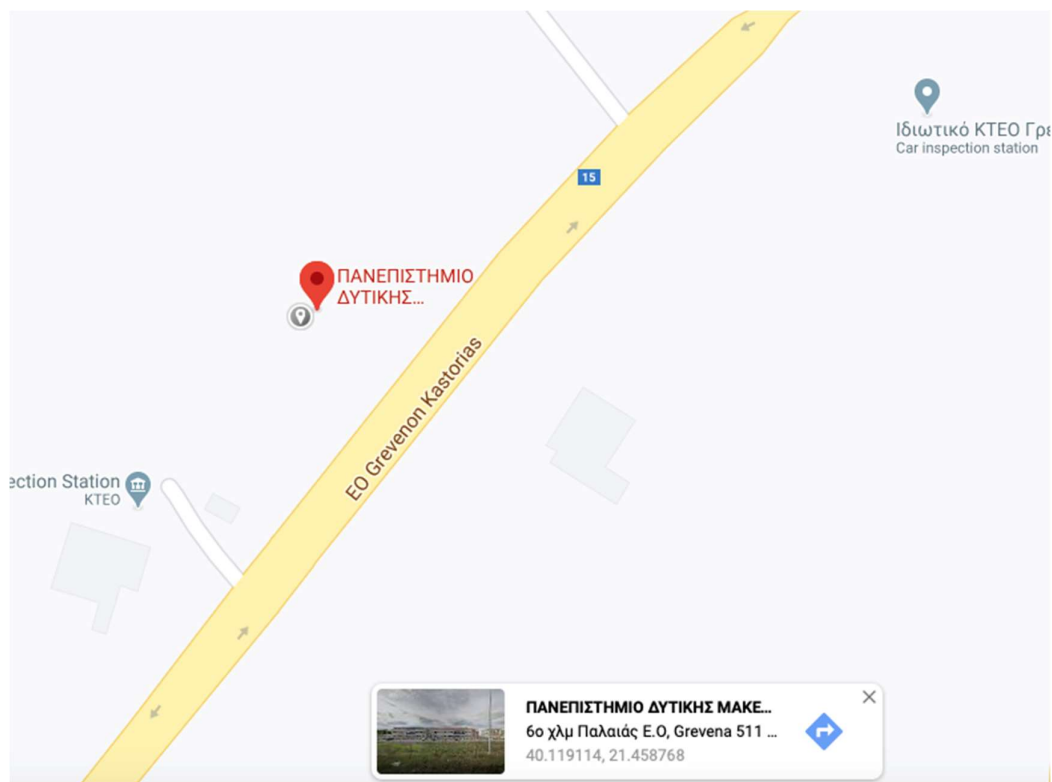 Ιδιωτικό ΚΤΕΟ Γρε
Car inspection station
15
ΠΑΝΕΠΙΣΤΗΜΙΟ
ΔΥΤΙΚΗΣ...
EO Grevenon Kastorias
ection Station
ΚΤΕΟ
ΠΑΝΕΠΙΣΤΗΜΙΟ ΔΥΤΙΚΗΣ ΜΑΚΕ...
6ο χλμ Παλαιάς Ε.Ο, Grevena 511 ...
40.119114, 21.458768